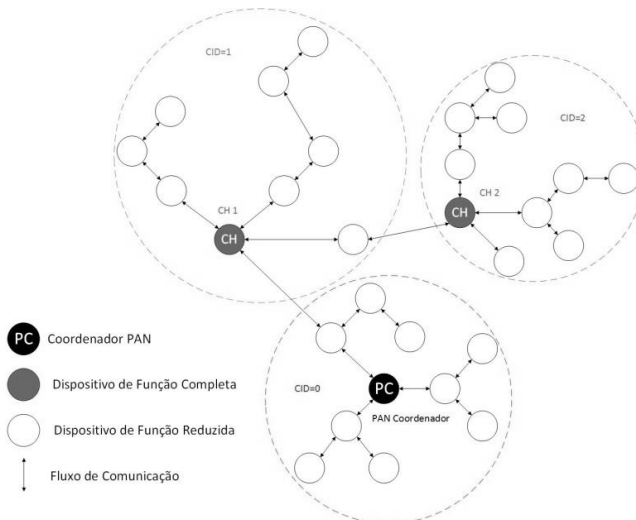 CID=1
CID=2
CH 1
CH
CH 2
CH
CID=0
PC
PAN Coordenador
PC
Coordenador PAN
Dispositivo de Função Completa
Dispositivo de Função Reduzida
Fluxo de Comunicação